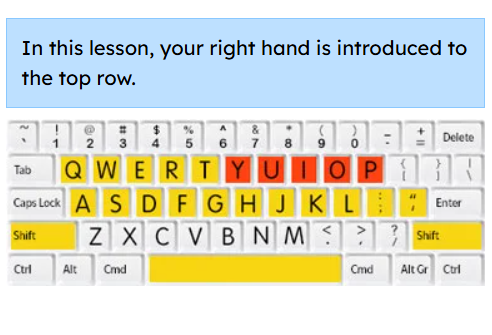 In this lesson, your right hand is introduced to
the top row.
~ ! @ # $ % ^ & * ( ) - +
` 1 2 3 4 5 6 7 8 9 0 =
Tab Q W E R T Y U I O P { [ } ] | \
Caps Lock A S D F G H J K L : ; " ' Enter
Shift Z X C V B N M < , > . ? / Shift
Ctrl Alt Cmd Cmd Alt Gr Ctrl
Delete